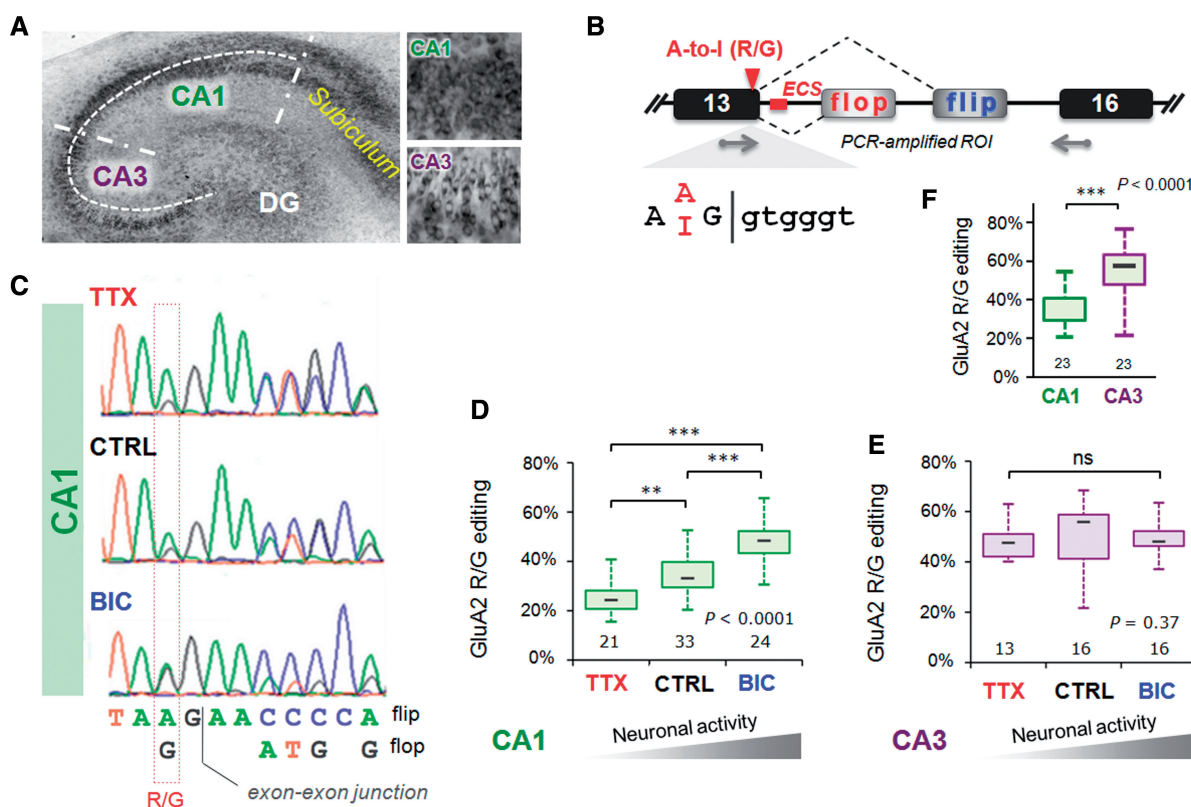 A
CA1
CA3
Subiculum
DG
CA1
CA3
B
A-to-I (R/G)
ECS
13
flop
flip
16
PCR-amplified ROI
A
A
I
G
gtgggt
F
*** P < 0.0001
GluA2 R/G editing
80%
60%
40%
20%
0%
23
23
CA1
CA3
C
CA1
TTX
CTRL
BIC
T A A G A A C C C C A flip
G A T G G flop
R/G
exon-exon junction
D
GluA2 R/G editing
80%
60%
40%
20%
0%
***
***
**
P < 0.0001
21
33
24
TTX
CTRL
BIC
Neuronal activity
CA1
E
GluA2 R/G editing
80%
60%
40%
20%
0%
ns
P = 0.37
13
16
16
TTX
CTRL
BIC
Neuronal activity
CA3